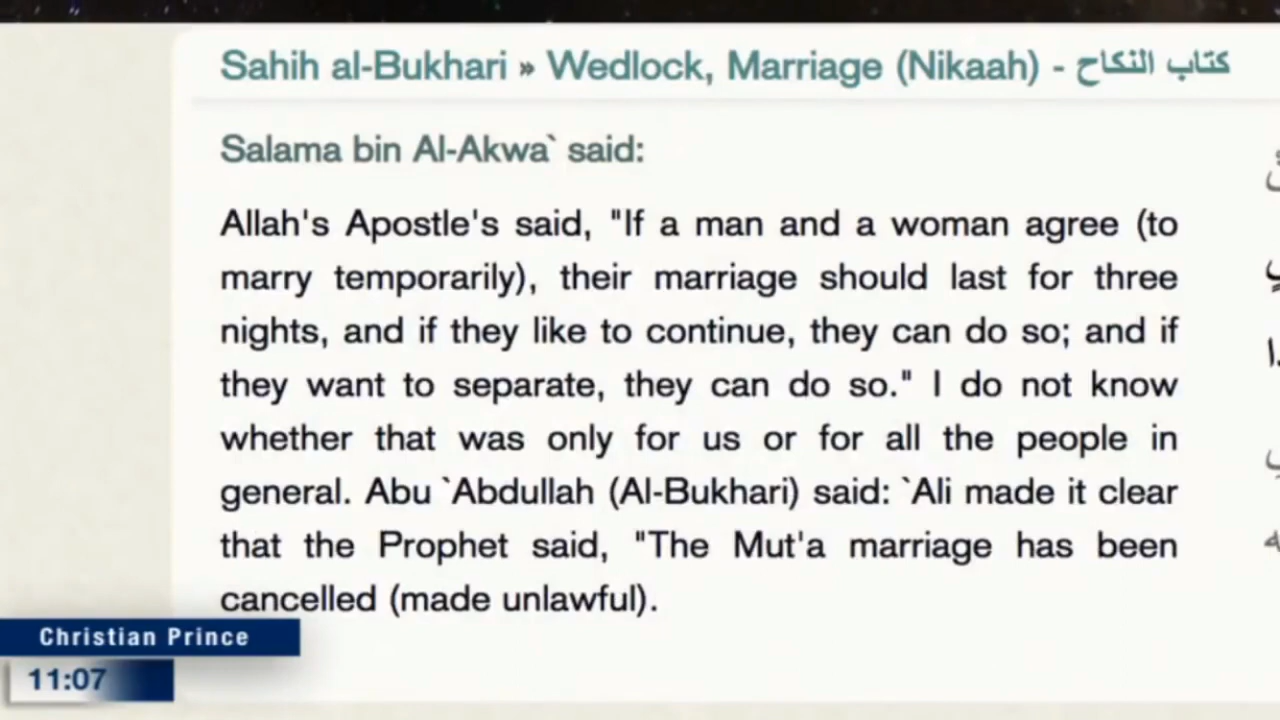 Sahih al-Bukhari » Wedlock, Marriage (Nikaah) - كتاب النكاح
Salama bin Al-Akwa` said:
Allah's Apostle's said, "If a man and a woman agree (to
marry temporarily), their marriage should last for three
nights, and if they like to continue, they can do so; and if
they want to separate, they can do so." I do not know
whether that was only for us or for all the people in
general. Abu `Abdullah (Al-Bukhari) said: `Ali made it clear
that the Prophet said, "The Mut'a marriage has been
cancelled (made unlawful).
Christian Prince
11:07